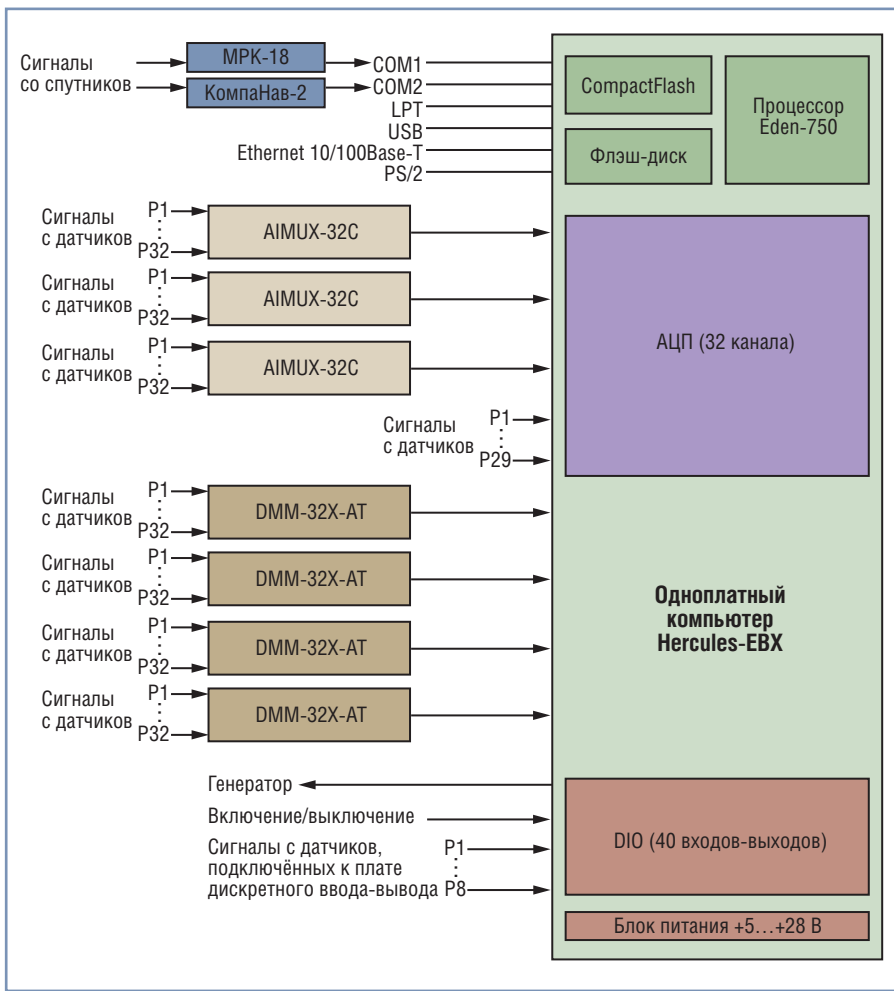 Сигналы
со спутников
МРК-18
КомпаНав-2
COM1
COM2
LPT
USB
Ethernet 10/100Base-T
PS/2
CompactFlash
Флэш-диск
Процессор
Eden-750
Сигналы
с датчиков
P1
P32
AIMUX-32C
Сигналы
с датчиков
P1
P32
AIMUX-32C
Сигналы
с датчиков
P1
P32
AIMUX-32C
АЦП (32 канала)
Сигналы
с датчиков
P1
P29
Сигналы
с датчиков
P1
P32
DMM-32X-AT
Сигналы
с датчиков
P1
P32
DMM-32X-AT
Сигналы
с датчиков
P1
P32
DMM-32X-AT
Сигналы
с датчиков
P1
P32
DMM-32X-AT
Одноплатный
компьютер
Hercules-EBX
Генератор
Включение/выключение
Сигналы с датчиков,
подключённых к плате
дискретного ввода-вывода
P1
P8
DIO (40 входов-выходов)
Блок питания +5…+28 В